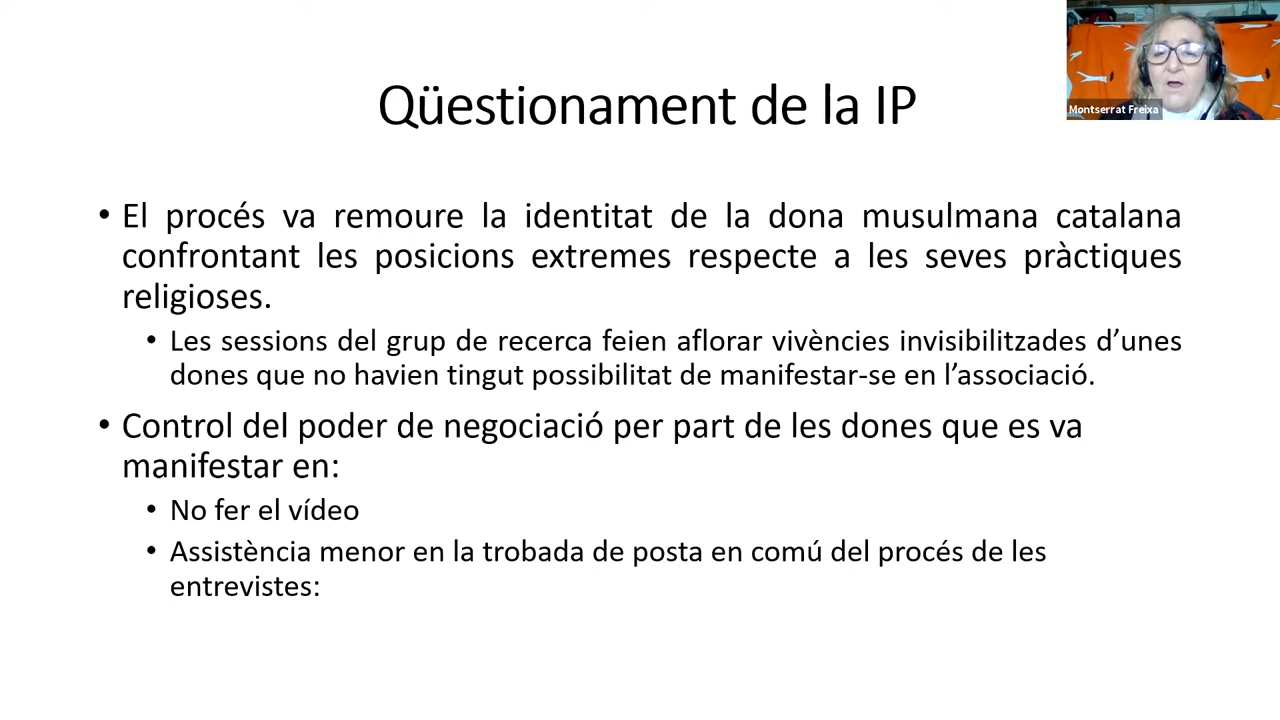 Qüestionament de la IP
Montserrat Freixa
• El procés va remoure la identitat de la dona musulmana catalana
confrontant les posicions extremes respecte a les seves pràctiques
religioses.
• Les sessions del grup de recerca feien aflorar vivències invisibilitzades d’unes
dones que no havien tingut possibilitat de manifestar-se en l’associació.
• Control del poder de negociació per part de les dones que es va
manifestar en:
• No fer el vídeo
• Assistència menor en la trobada de posta en comú del procés de les
entrevistes: